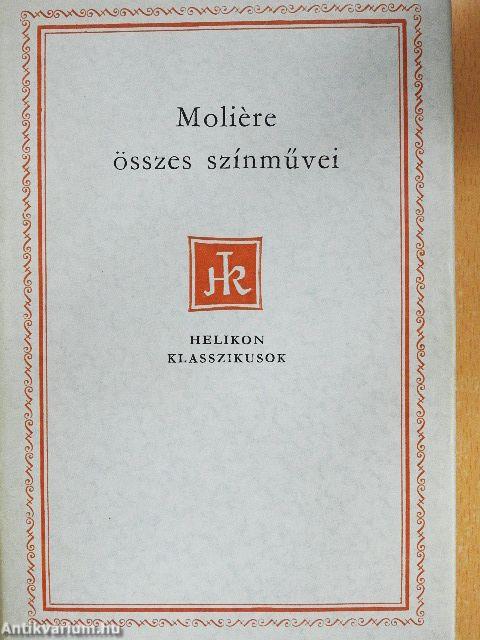 Molière
összes színművei
HK
HELIKON
KLASSZIKUSOK
Antikvarium.hu